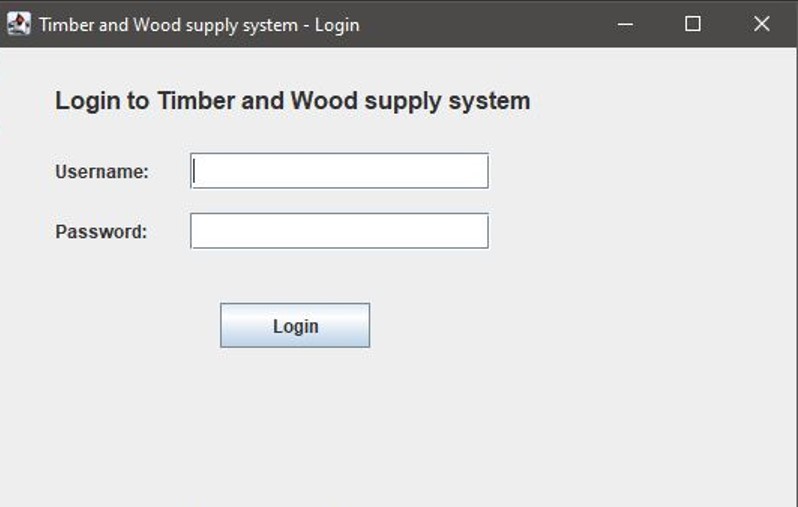 Timber and Wood supply system - Login
Login to Timber and Wood supply system
Username:
Password:
Login